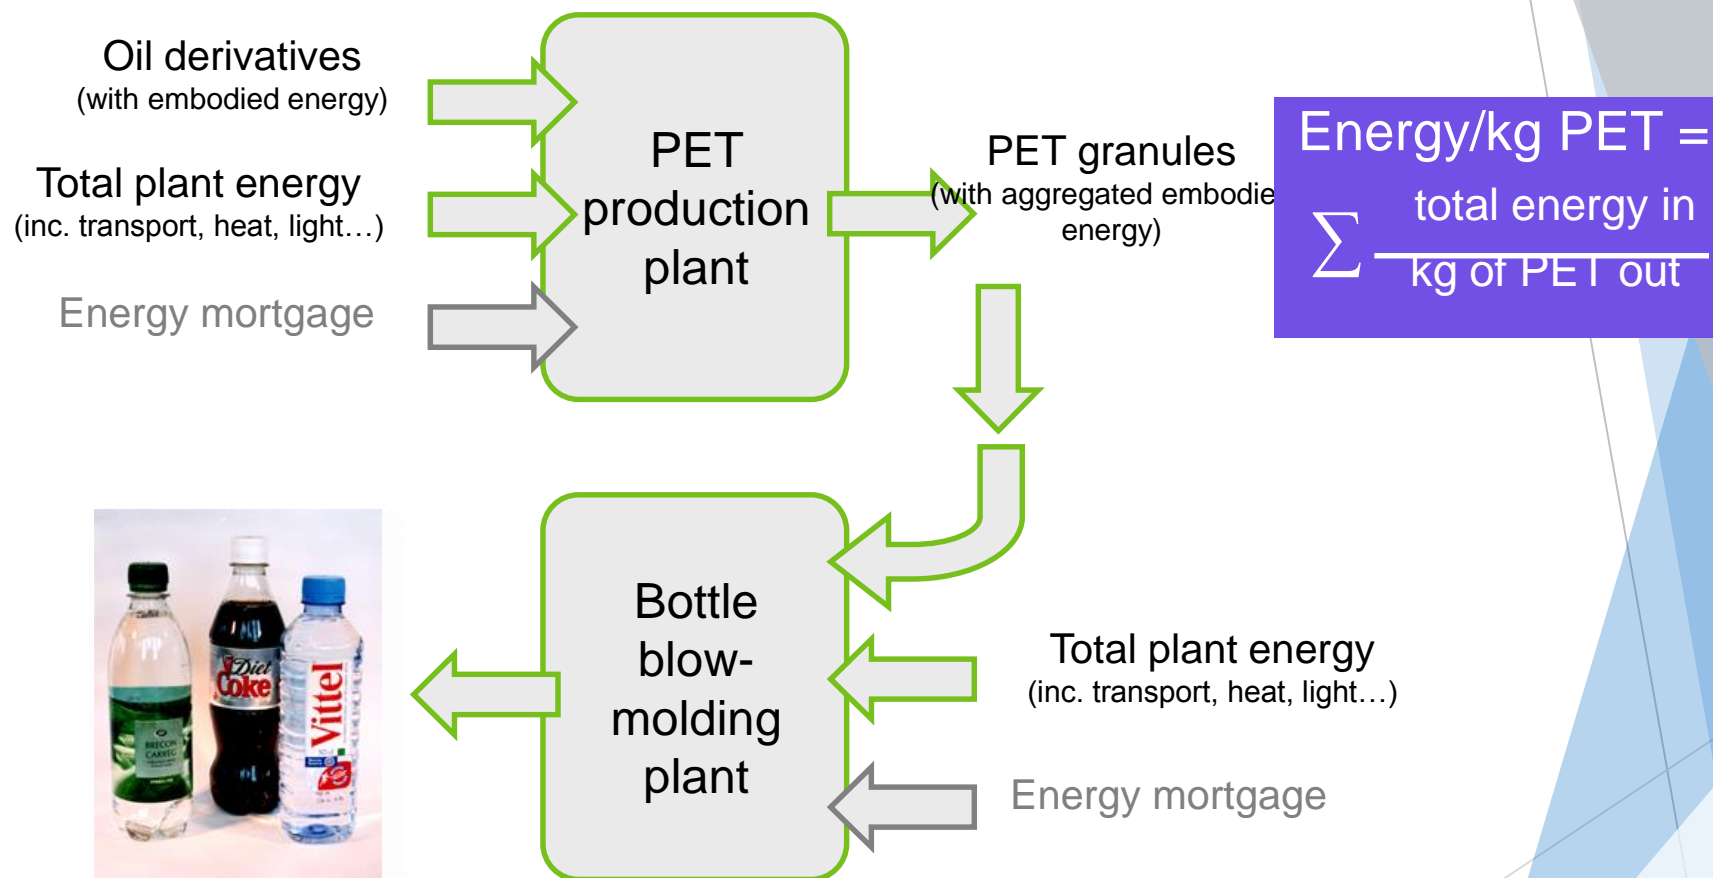 Oil derivatives
(with embodied energy)
Total plant energy
(inc. transport, heat, light…)
Energy mortgage
PET
production
plant
PET granules
(with aggregated embodie
energy)
Energy/kg PET =
∑ total energy in
kg of PET out
Bottle
blow-
molding
plant
Total plant energy
(inc. transport, heat, light…)
Energy mortgage
BRECON
CARREG
Diet
Coke
Vittel